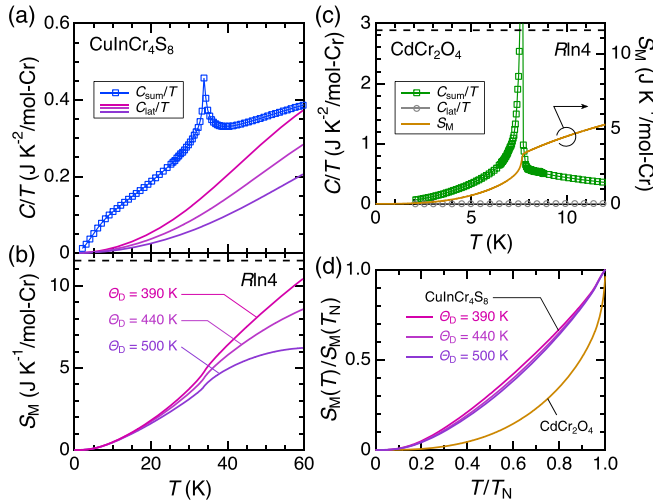 (a)
0.6
CuInCr4S8
Csum/T
Clat/T
0.4
0.2
0
C/T (J K-2/mol-Cr)
(b)
10
Rln4
ΘD = 390 K
ΘD = 440 K
ΘD = 500 K
5
0
SM (J K-1/mol-Cr)
0 20 40 60
T (K)
(c)
3
CdCr2O4
Rln4
Csum/T
Clat/T
SM
2
1
0
C/T (J K-2/mol-Cr)
10
5
0
SM (J K-1/mol-Cr)
0 5 10
T (K)
(d)
1.0
CuInCr4S8
ΘD = 390 K
ΘD = 440 K
ΘD = 500 K
0.5
CdCr2O4
0
SM(T)/SM(TN)
0 0.2 0.4 0.6 0.8 1.0
T/TN